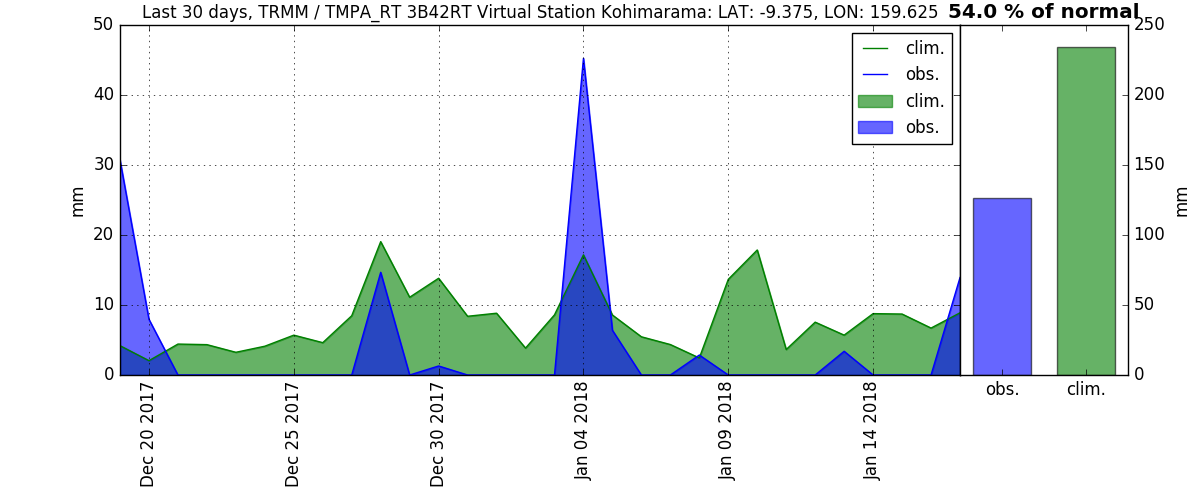 Last 30 days, TRMM / TMPA_RT 3B42RT Virtual Station Kohimarama: LAT: -9.375, LON: 159.625
54.0 % of normal
mm
50
40
30
20
10
0
Dec 20 2017
Dec 25 2017
Dec 30 2017
Jan 04 2018
Jan 09 2018
Jan 14 2018
clim.
obs.
clim.
obs.
250
200
150
100
50
0
mm
obs.
clim.